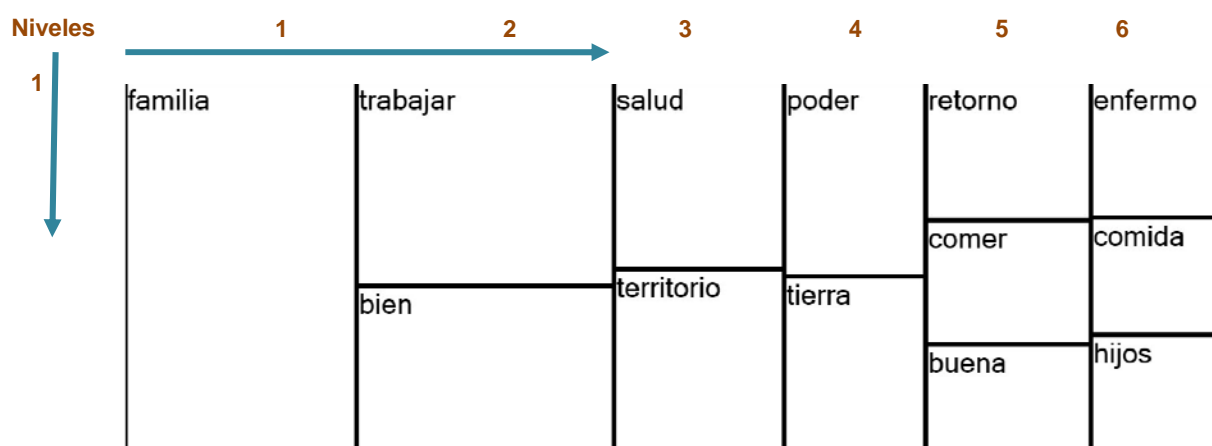 Niveles 1 2 3 4 5 6
1
familia trabajar salud poder retorno enfermo
comer comida
bien territorio tierra
buena hijos